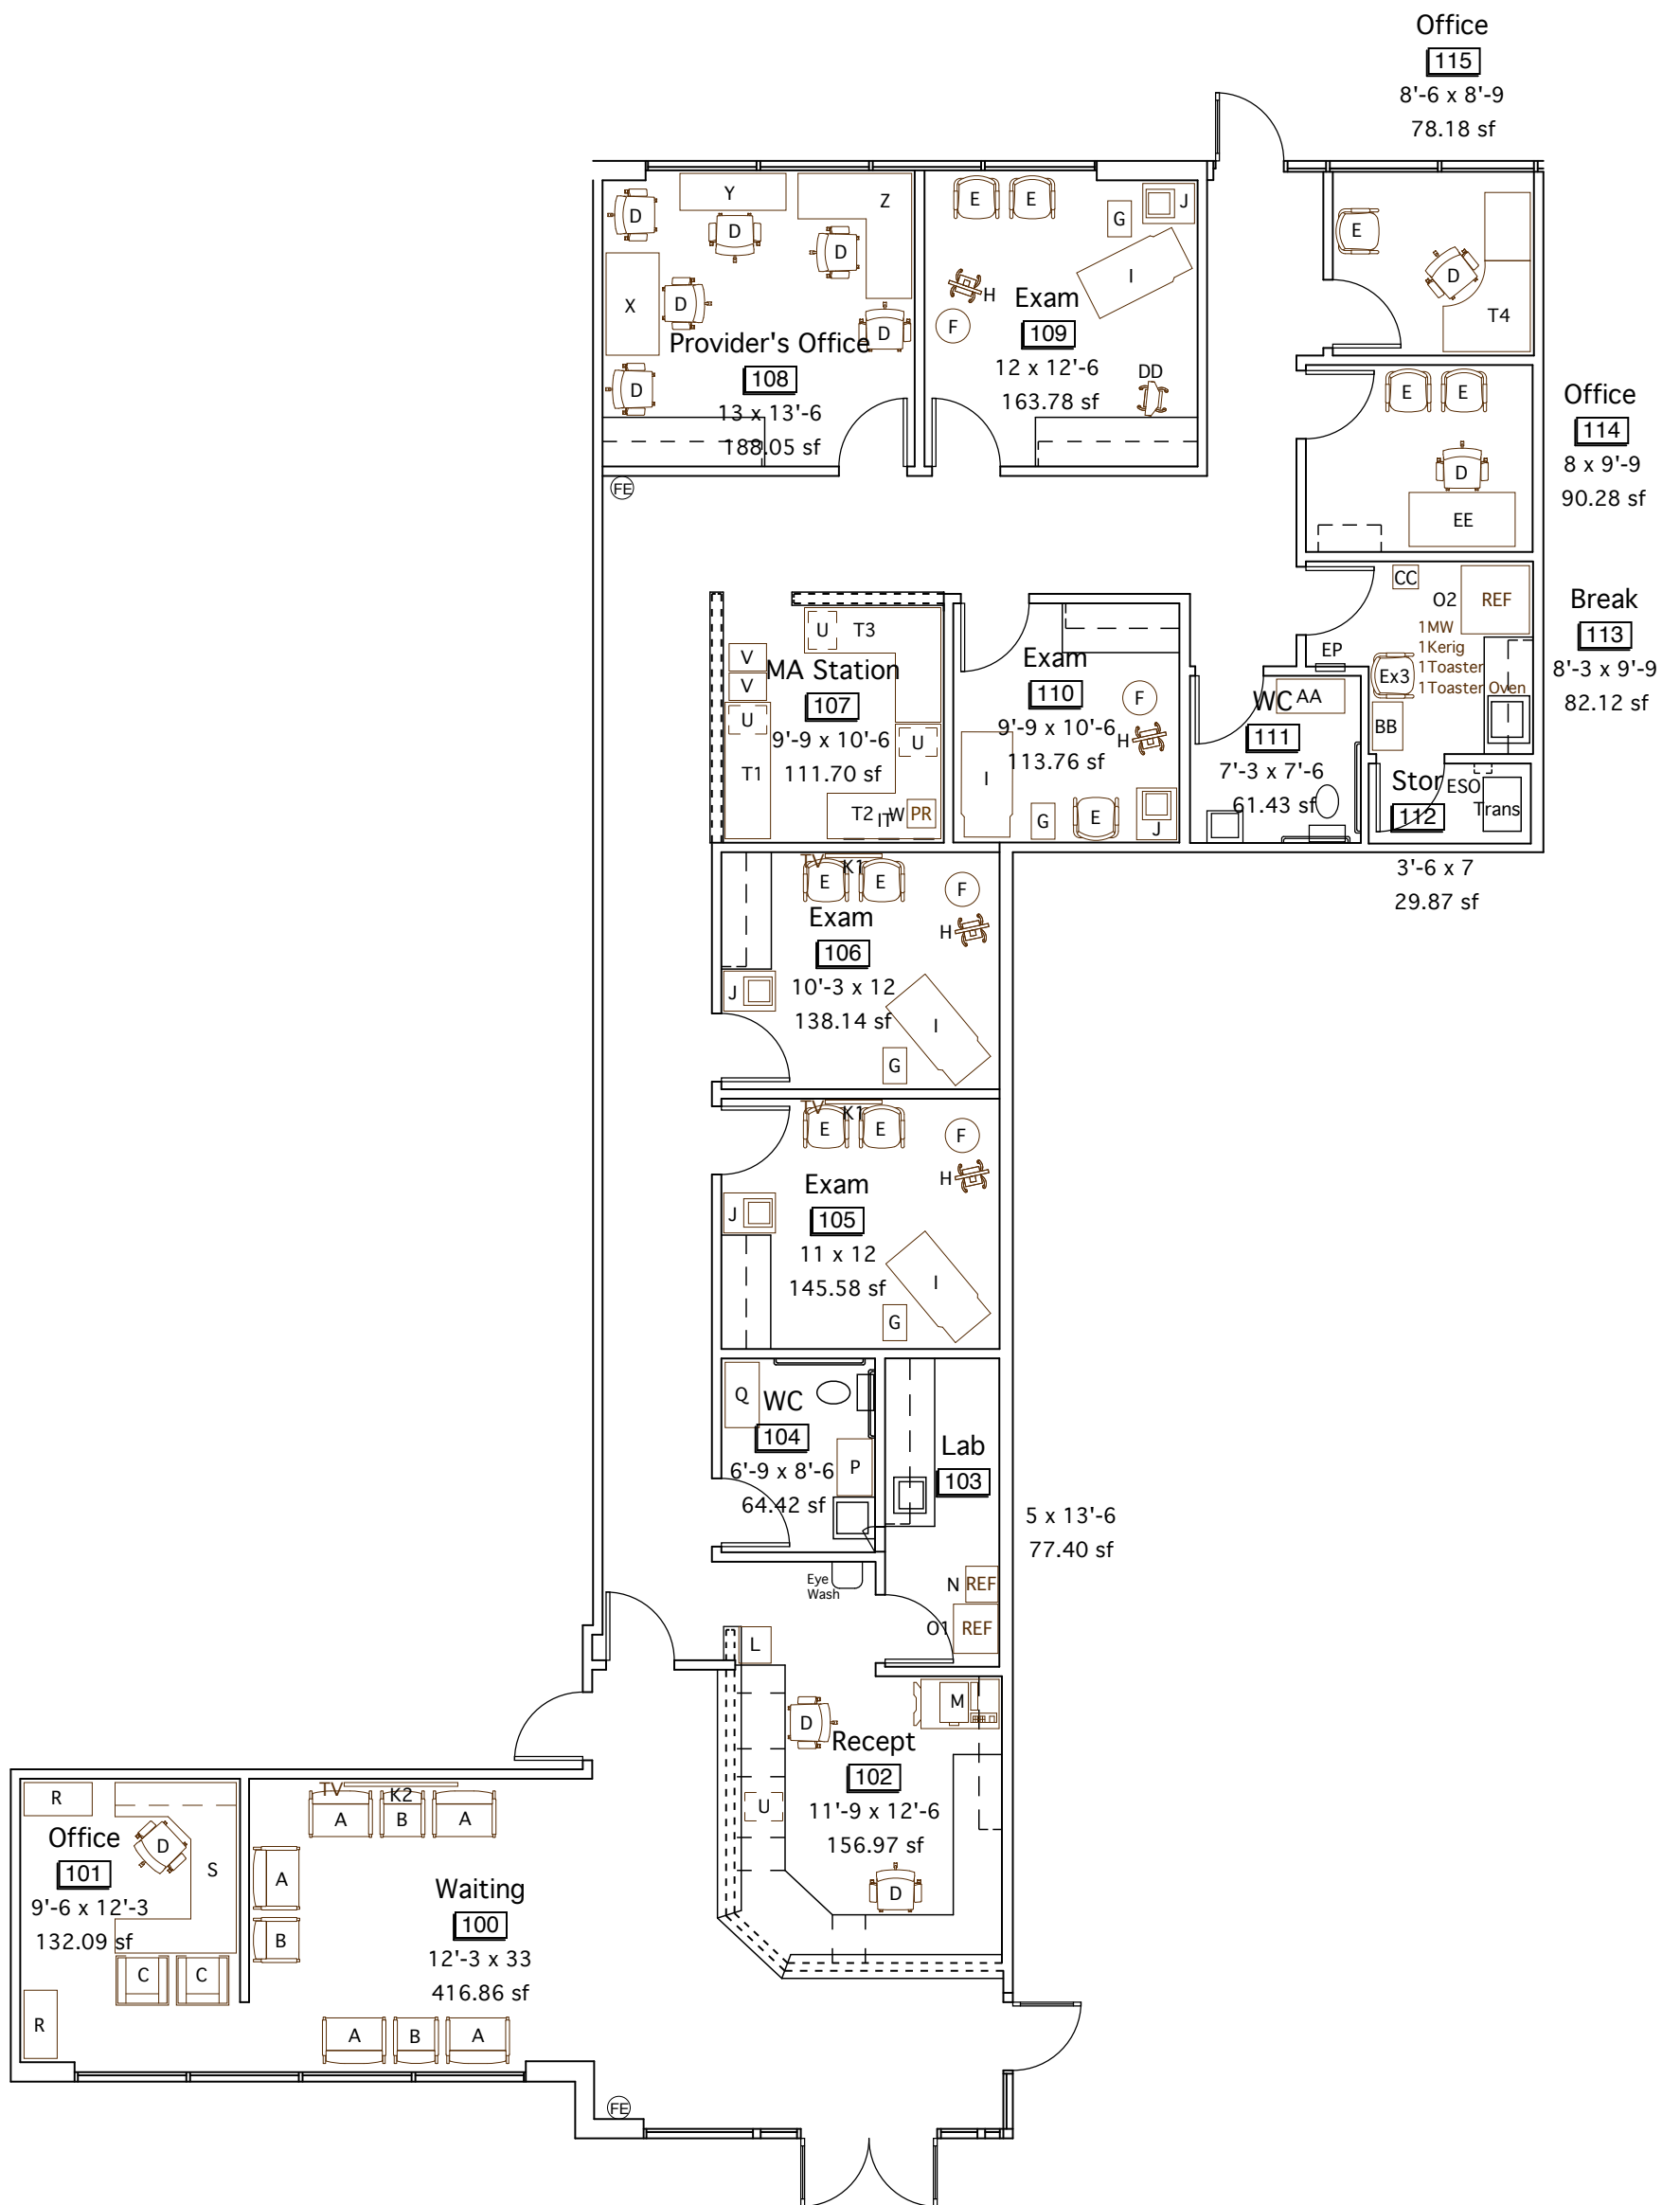 Office
115
8'-6 x 8'-9
78.18 sf
Y
Z
D
D
D
X
D
D
D
Provider's Office
108
13 x 13'-6
188.05 sf
E
E
G
J
I
H
F
Exam
109
12 x 12'-6
163.78 sf
DD
E
D
T4
E
E
D
EE
Office
114
8 x 9'-9
90.28 sf
FE
CC
O2
REF
1MW
1Kerig
1Toaster
1Toaster Oven
EP
Ex3
BB
Break
113
8'-3 x 9'-9
82.12 sf
U
T3
V
V
U
U
T1
T2
IT
W
PR
MA Station
107
9'-9 x 10'-6
111.70 sf
Exam
110
9'-9 x 10'-6
113.76 sf
F
H
I
G
E
J
WC
AA
111
7'-3 x 7'-6
61.43 sf
Stor
112
ESO
Trans
3'-6 x 7
29.87 sf
TV
K1
E
E
F
H
Exam
106
10'-3 x 12
138.14 sf
J
I
G
TV
K1
E
E
F
H
Exam
105
11 x 12
145.58 sf
J
I
G
Q
WC
104
6'-9 x 8'-6
64.42 sf
P
Lab
103
5 x 13'-6
77.40 sf
Eye
Wash
N
REF
O1
REF
L
M
D
Recept
102
11'-9 x 12'-6
156.97 sf
U
D
R
Office
101
9'-6 x 12'-3
132.09 sf
D
S
C
C
R
TV
K2
A
B
A
A
B
Waiting
100
12'-3 x 33
416.86 sf
A
B
A
FE